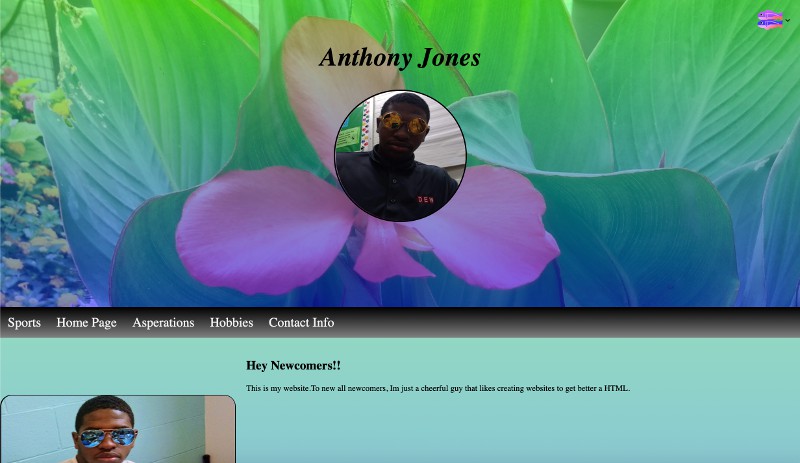 Anthony Jones
DEN
Sports Home Page Asperations Hobbies Contact Info
Hey Newcomers!!
This is my website.To new all newcomers, Im just a cheerful guy that likes creating websites to get better a HTML.